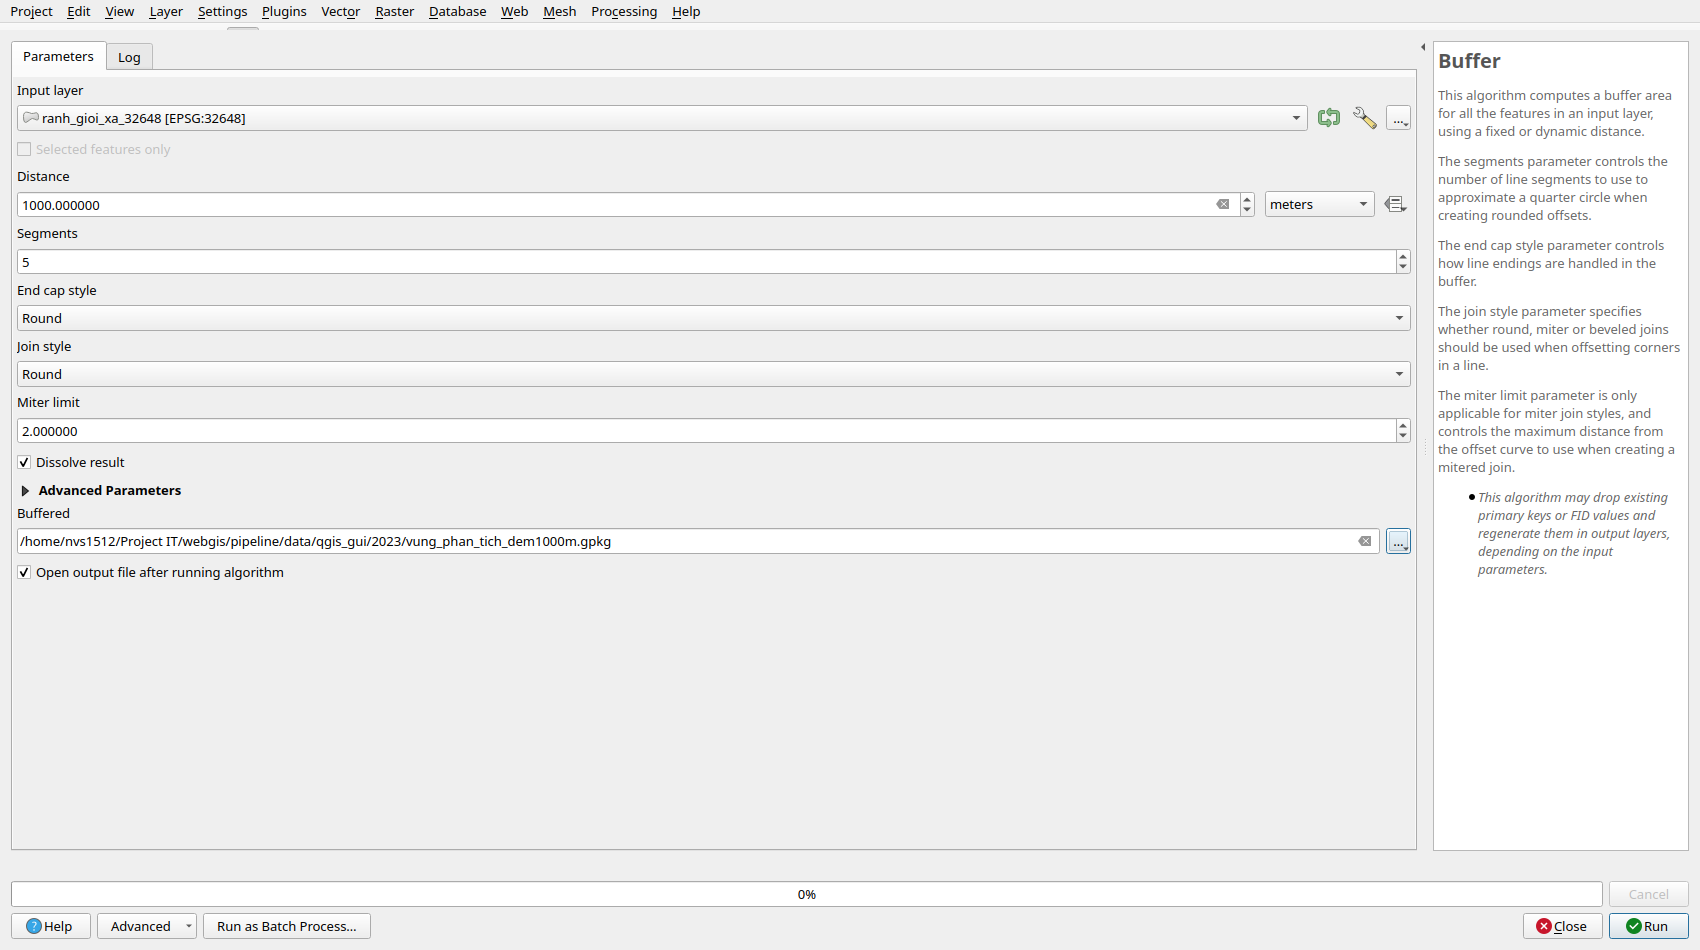 Project Edit View Layer Settings Plugins Vector Raster Database Web Mesh Processing Help
Parameters Log
Input layer
ranh_gioi_xa_32648 [EPSG:32648]
...
Selected features only
Distance
1000.000000
meters
Segments
5
End cap style
Round
Join style
Round
Miter limit
2.000000
Dissolve result
Advanced Parameters
Buffered
/home/nvs1512/Project IT/webgis/pipeline/data/qgis_gui/2023/vung_phan_tich_dem1000m.gpkg
...
Open output file after running algorithm
Buffer
This algorithm computes a buffer area
for all the features in an input layer,
using a fixed or dynamic distance.
The segments parameter controls the
number of line segments to use to
approximate a quarter circle when
creating rounded offsets.
The end cap style parameter controls
how line endings are handled in the
buffer.
The join style parameter specifies
whether round, miter or beveled joins
should be used when offsetting corners
in a line.
The miter limit parameter is only
applicable for miter join styles, and
controls the maximum distance from
the offset curve to use when creating a
mitered join.
• This algorithm may drop existing
primary keys or FID values and
regenerate them in output layers,
depending on the input
parameters.
0%
Cancel
? Help Advanced Run as Batch Process... Close Run